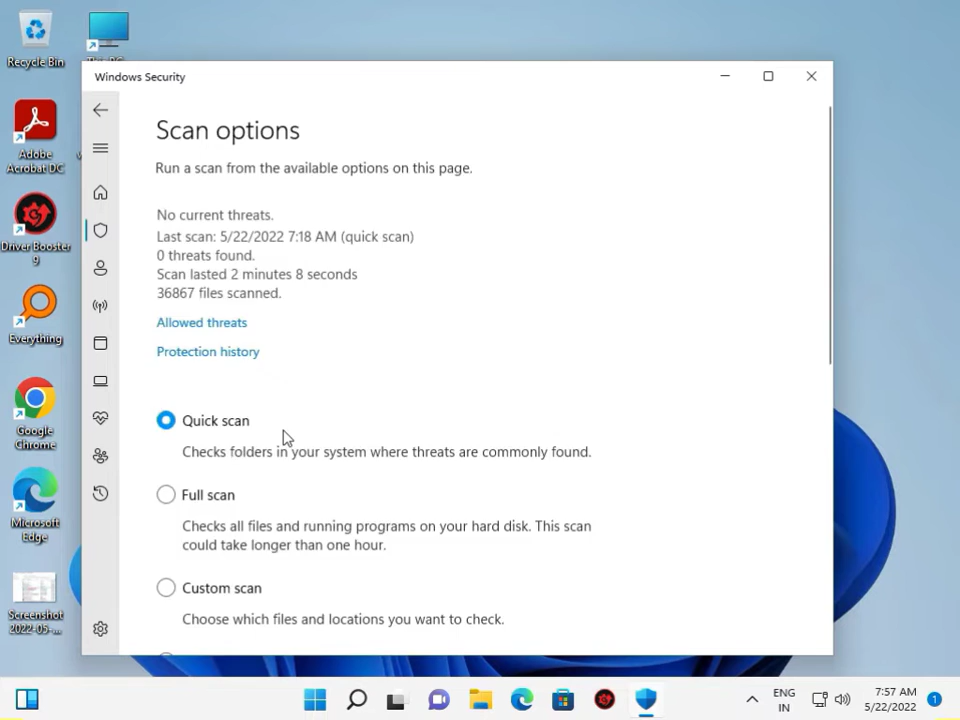 Recycle Bin
Adobe
Acrobat DC
Driver Booster
9
Everything
Google
Chrome
Microsoft
Edge
Screenshot
2022-05-...
Windows Security
Scan options
Run a scan from the available options on this page.
No current threats.
Last scan: 5/22/2022 7:18 AM (quick scan)
0 threats found.
Scan lasted 2 minutes 8 seconds
36867 files scanned.
Allowed threats
Protection history
Quick scan
Checks folders in your system where threats are commonly found.
Full scan
Checks all files and running programs on your hard disk. This scan
could take longer than one hour.
Custom scan
Choose which files and locations you want to check.
ENG
IN
7:57 AM
5/22/2022
1